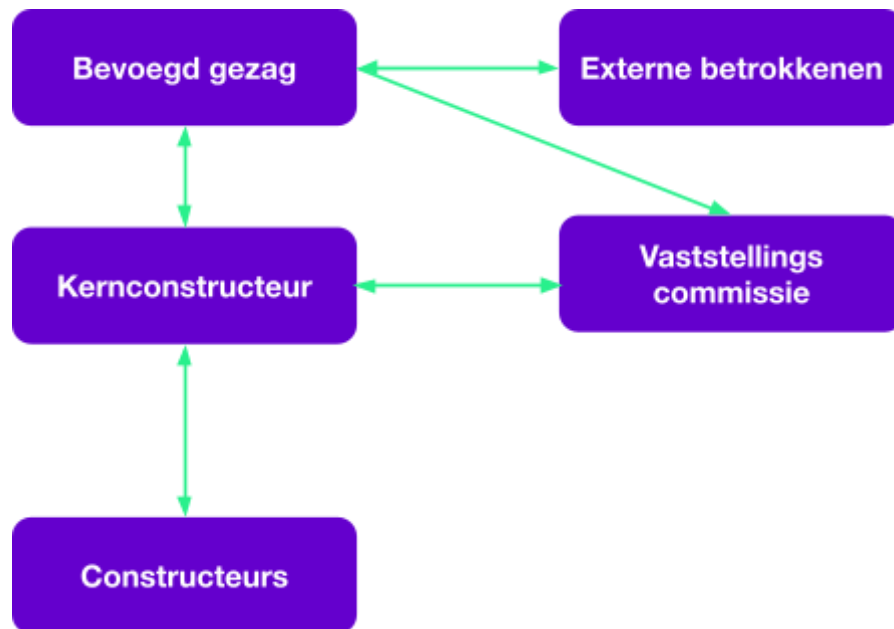 Bevoegd gezag
Externe betrokkenen
Kernconstructeur
Vaststellings
commissie
Constructeurs